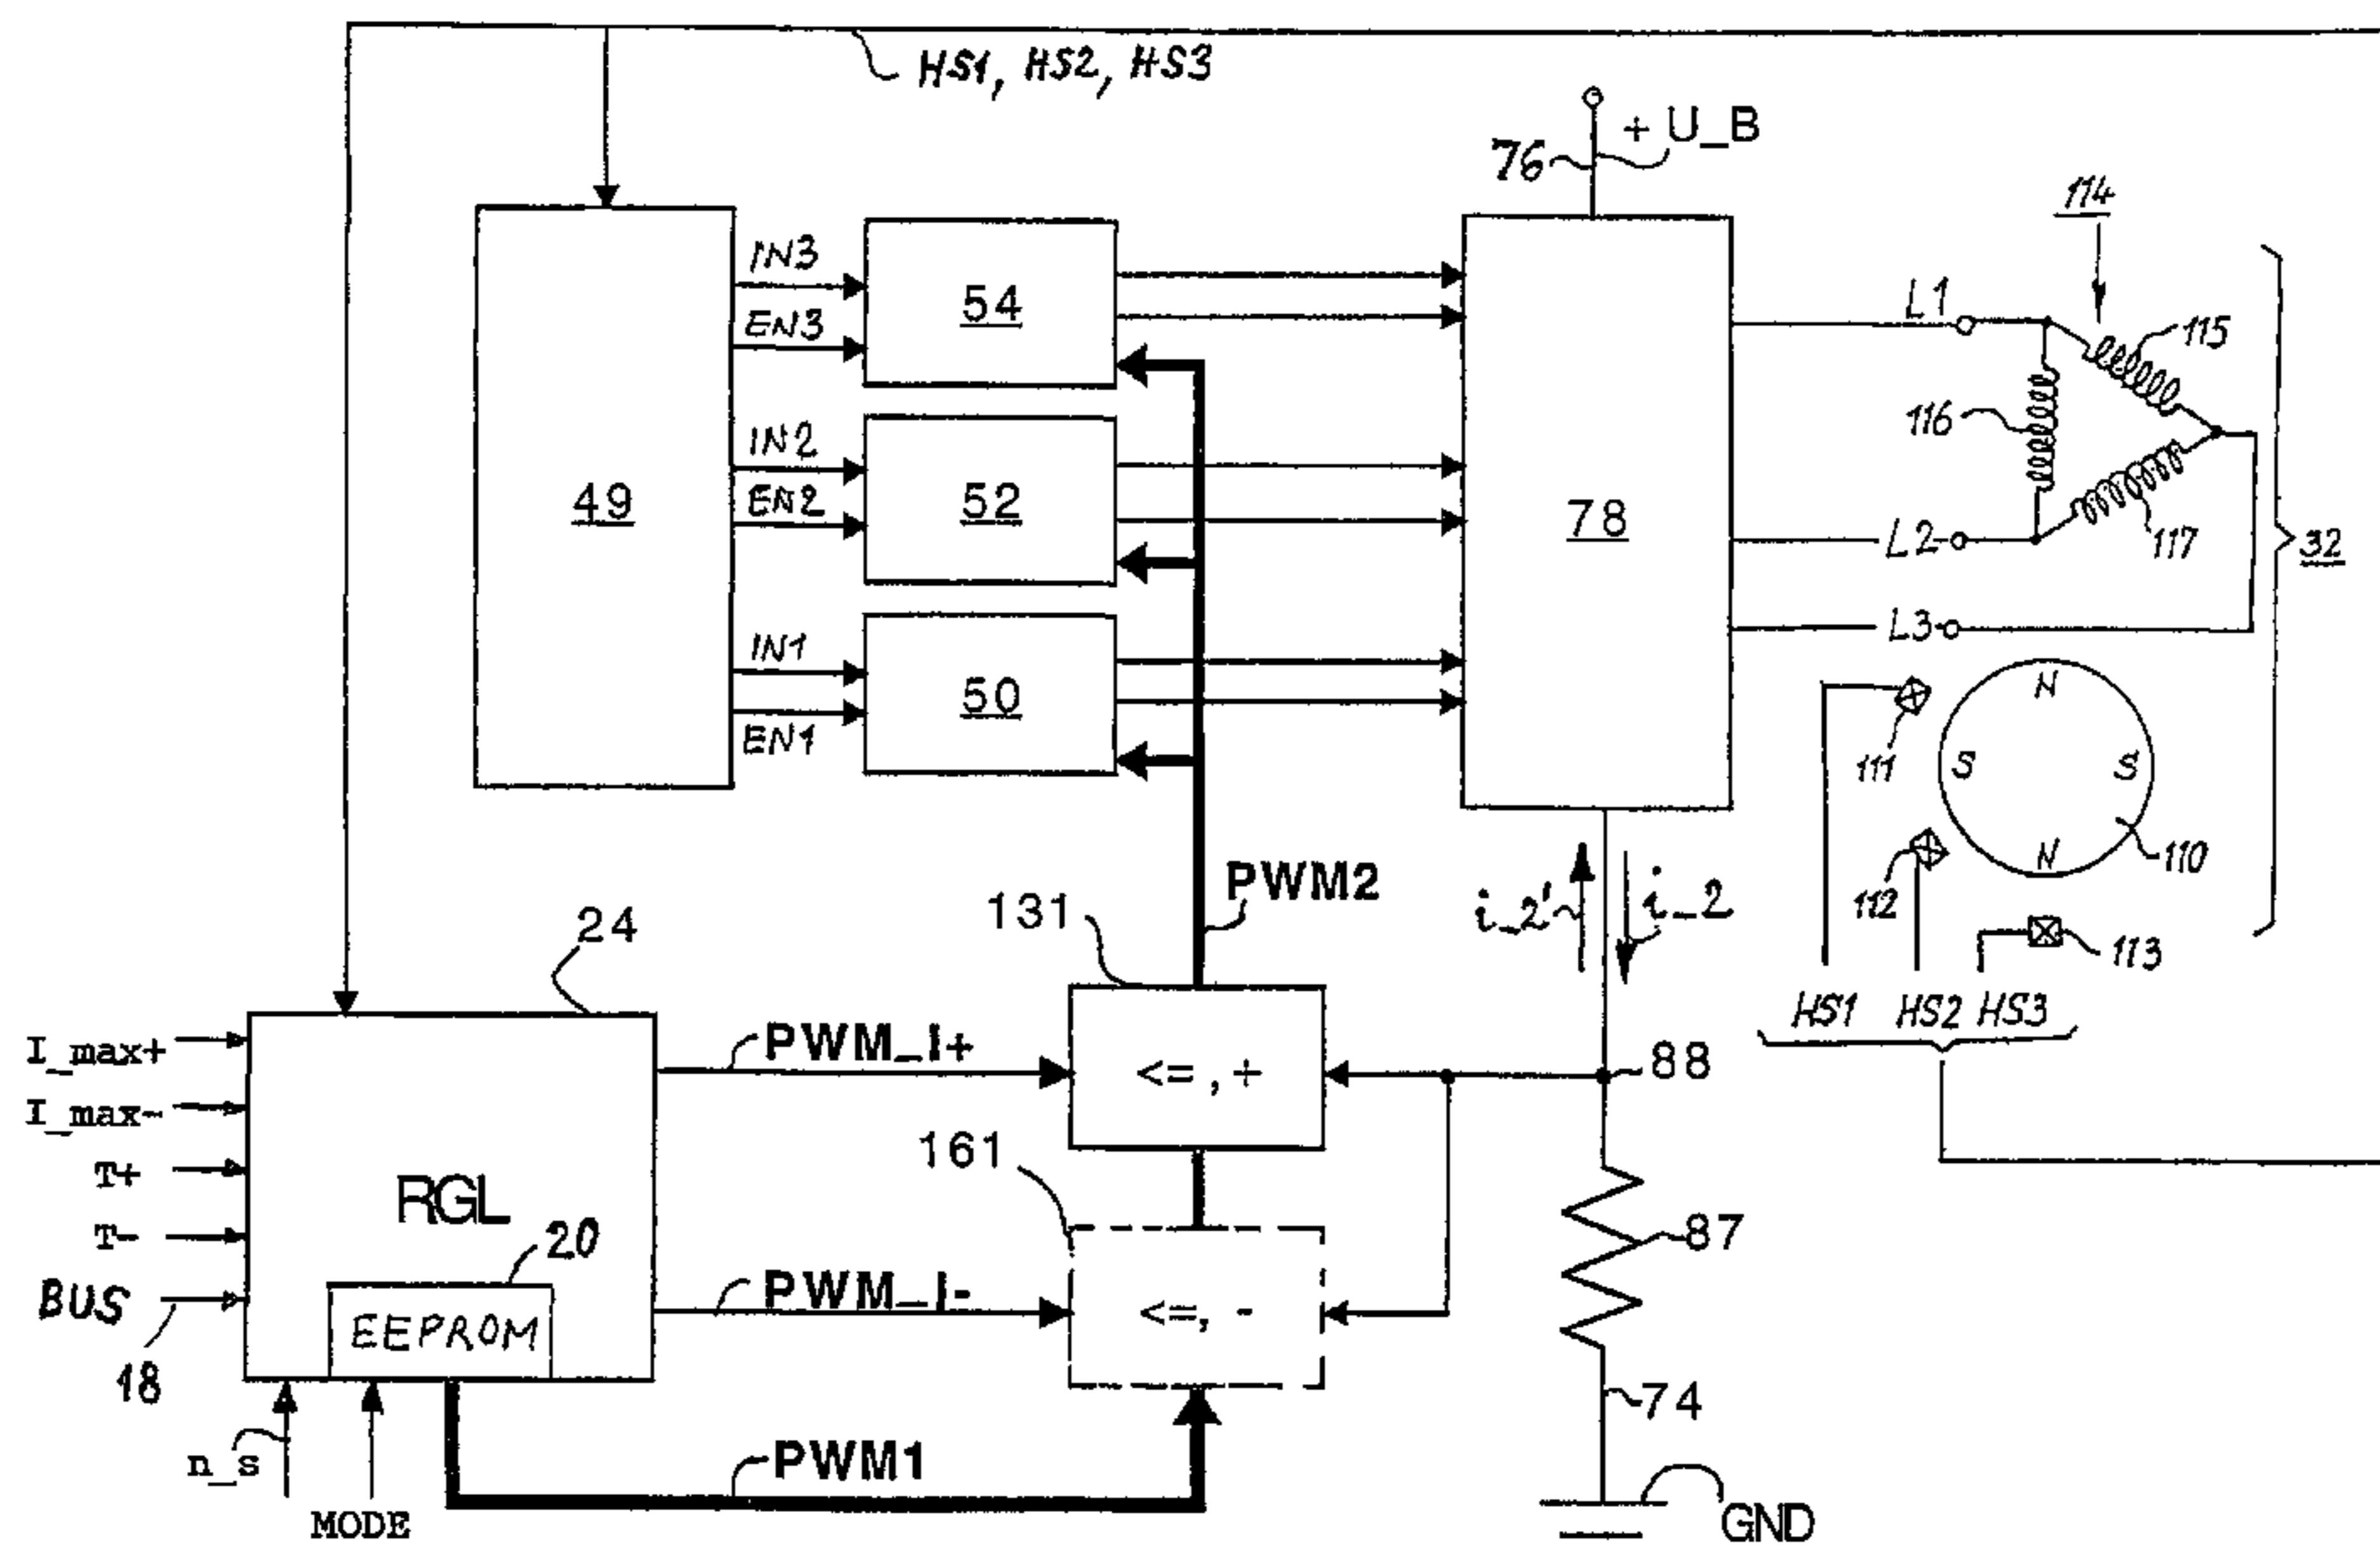 HS1, HS2, HS3
+ U_B
76
114
IN3
54
EN3
L1
115
116
IN2
49
EN2
52
78
L2
117
32
IN1
50
L3
EN1
N
111
S
S
PWM2
i_2'
i_2
112
N
110
131
24
113
HS1
HS2
HS3
I_max+
PWM_I+
<=, +
88
I_max-
161
T+
RGL
T-
20
87
BUS
EEPROM
PWM_I-
<=, -
18
74
n_s
PWM1
MODE
GND